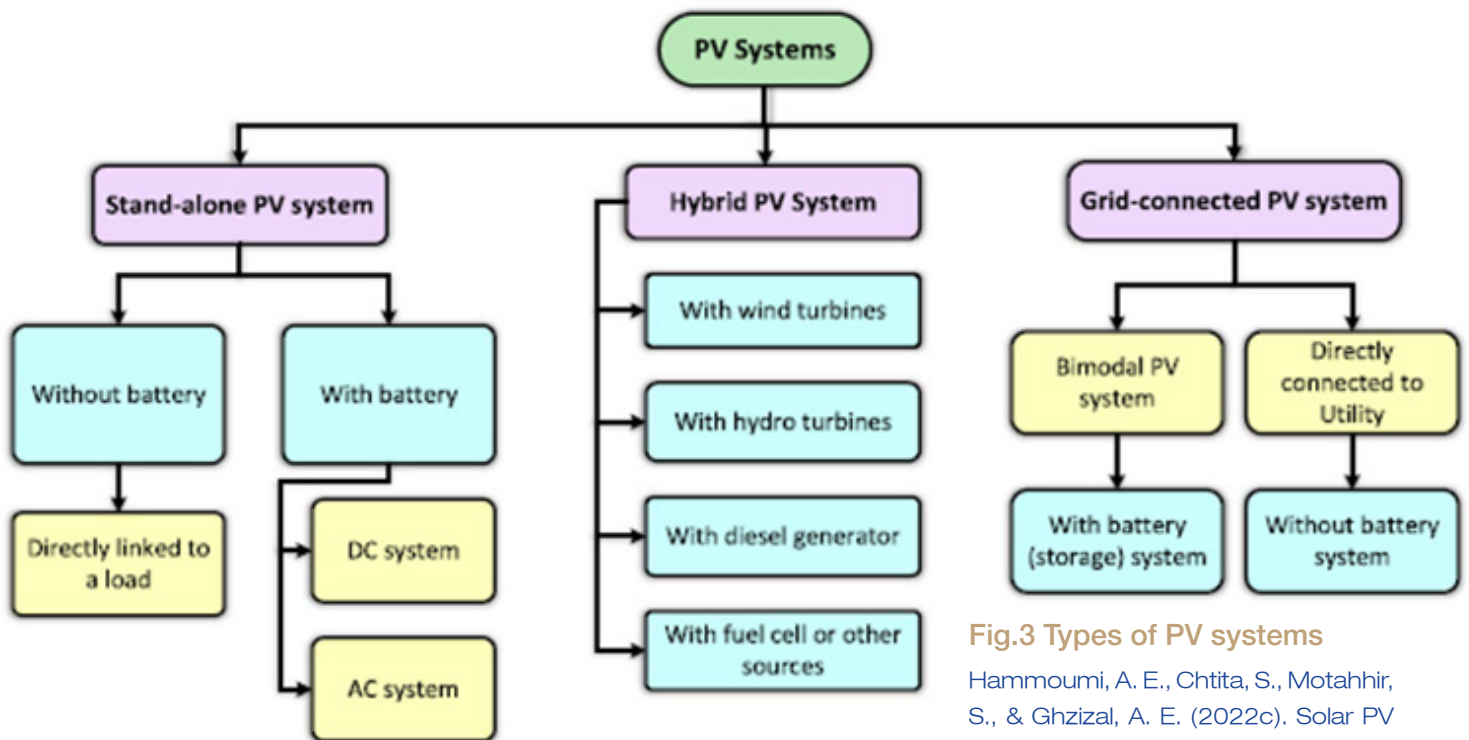 PV Systems
Stand-alone PV system
Hybrid PV System
Grid-connected PV system
Without battery
With battery
Directly linked to
a load
DC system
AC system
With wind turbines
With hydro turbines
With diesel generator
With fuel cell or other
sources
Bimodal PV
system
Directly
connected to
Utility
With battery
(storage) system
Without battery
system
Fig.3 Types of PV systems
Hammoumi, A. E., Chtita, S., Motahhir,
S., & Ghzizal, A. E. (2022c). Solar PV